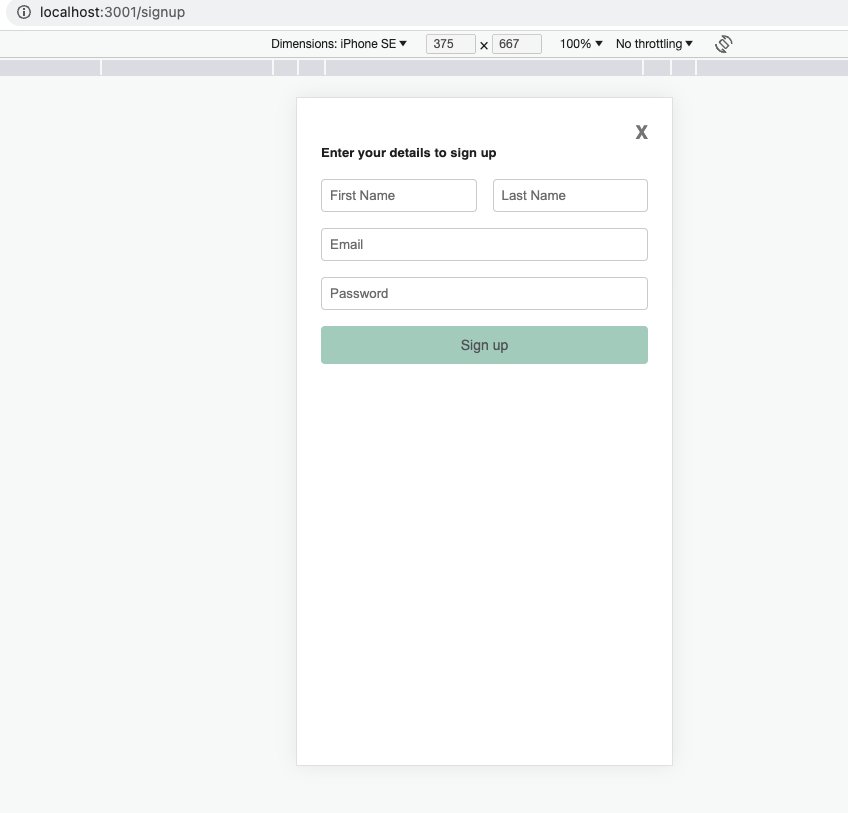 localhost:3001/signup
Dimensions: iPhone SE 375 × 667 100% No throttling
X
Enter your details to sign up
First Name Last Name
Email
Password
Sign up